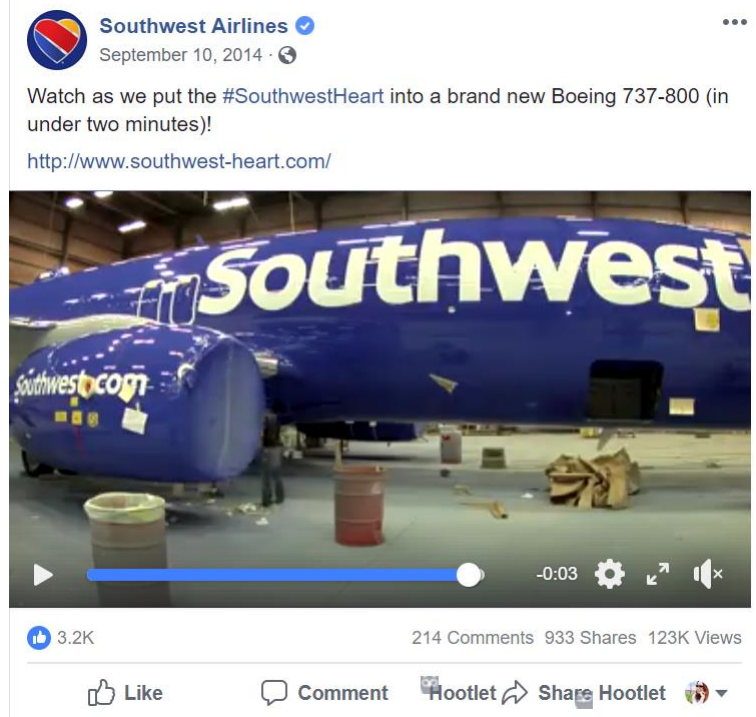 Southwest Airlines
September 10, 2014 ·
Watch as we put the #SouthwestHeart into a brand new Boeing 737-800 (in
under two minutes)!
http://www.southwest-heart.com/
Southwest
Southwest.com
-0:03
3.2K
214 Comments 933 Shares 123K Views
Like Comment Hootlet Share Hootlet